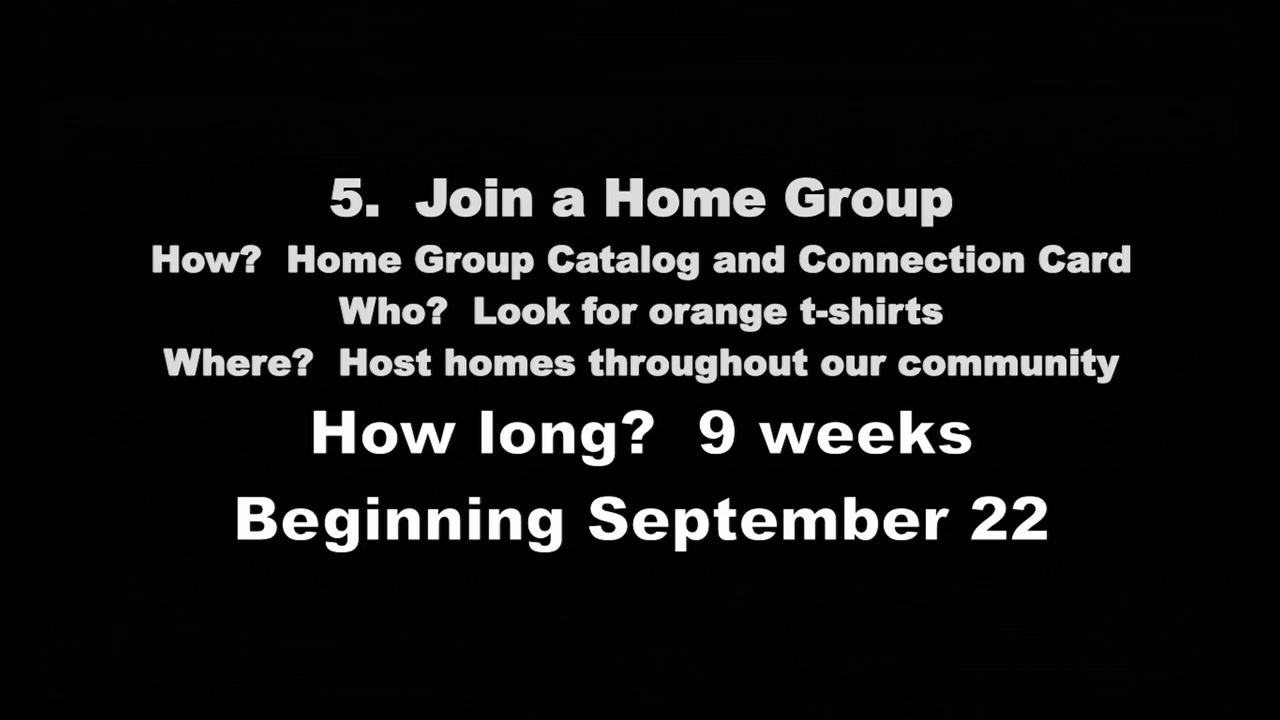 5. Join a Home Group
How? Home Group Catalog and Connection Card
Who? Look for orange t-shirts
Where? Host homes throughout our community
How long? 9 weeks
Beginning September 22